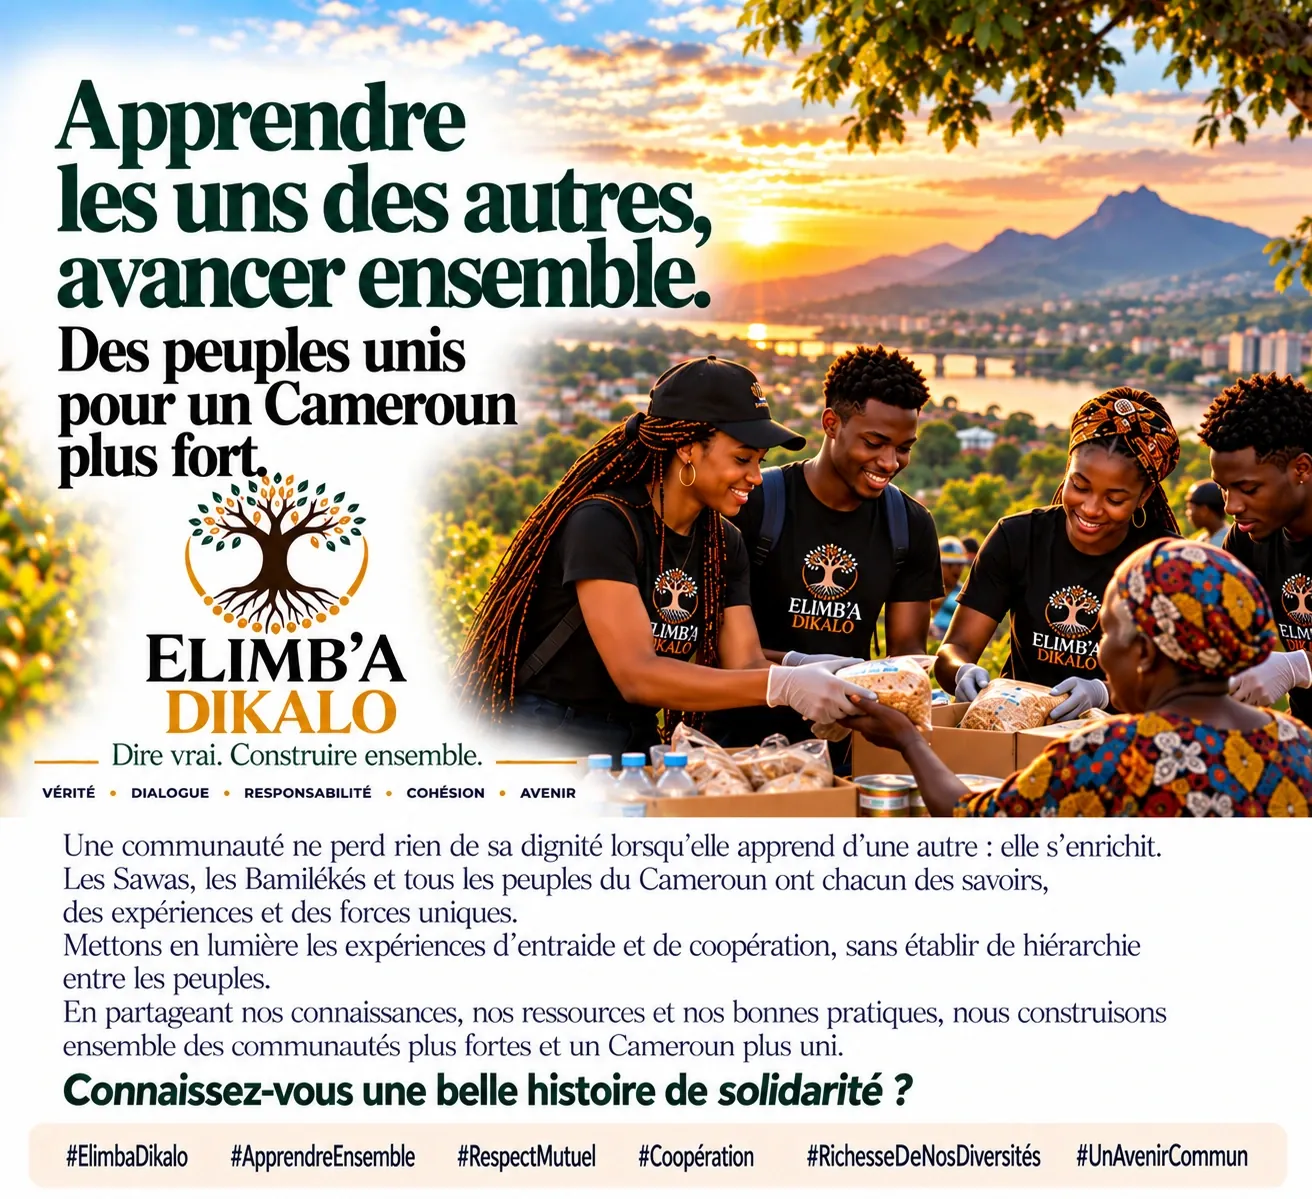 Apprendre
les uns des autres,
avancer ensemble.
Des peuples unis
pour un Cameroun
plus fort.
ELIMB'A
DIKALO
Dire vrai. Construire ensemble.
VÉRITÉ • DIALOGUE • RESPONSABILITÉ • COHÉSION • AVENIR
ELIMB'A
DIKALO
ELIMB'A
DIKALO
ELIMB'A
DIKALO
Une communauté ne perd rien de sa dignité lorsqu'elle apprend d'une autre : elle s'enrichit.
Les Sawas, les Bamilékés et tous les peuples du Cameroun ont chacun des savoirs,
des expériences et des forces uniques.
Mettons en lumière les expériences d'entraide et de coopération, sans établir de hiérarchie
entre les peuples.
En partageant nos connaissances, nos ressources et nos bonnes pratiques, nous construisons
ensemble des communautés plus fortes et un Cameroun plus uni.
Connaissez-vous une belle histoire de solidarité ?
#ElimbaDikalo #ApprendreEnsemble #RespectMutuel #Coopération #RichesseDeNosDiversités #UnAvenirCommun